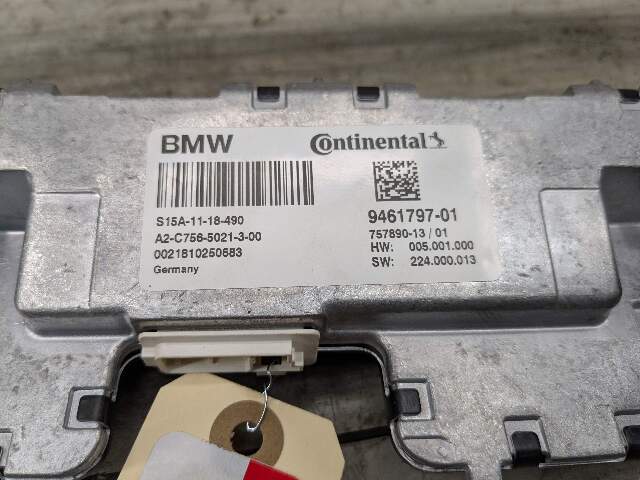 BMW
Continental
S15A-11-18-490
A2-C756-5021-3-00
0021810250683
Germany
9461797-01
757890-13 / 01
HW: 005.001.000
SW: 224.000.013